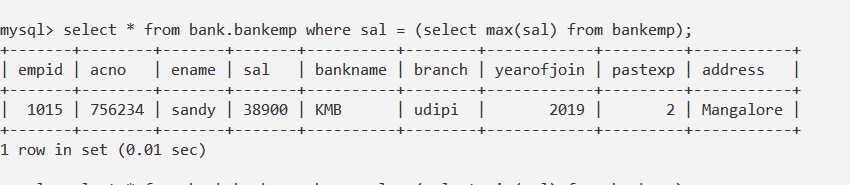 mysql> select * from bank.bankemp where sal = (select max(sal) from bankemp);
+-------+--------+-------+-------+----------+--------+------------+---------+-----------+
| empid | acno   | ename | sal   | bankname | branch | yearofjoin | pastexp | address   |
+-------+--------+-------+-------+----------+--------+------------+---------+-----------+
|  1015 | 756234 | sandy | 38900 | KMB      | udipi  |       2019 |       2 | Mangalore |
+-------+--------+-------+-------+----------+--------+------------+---------+-----------+
1 row in set (0.01 sec)